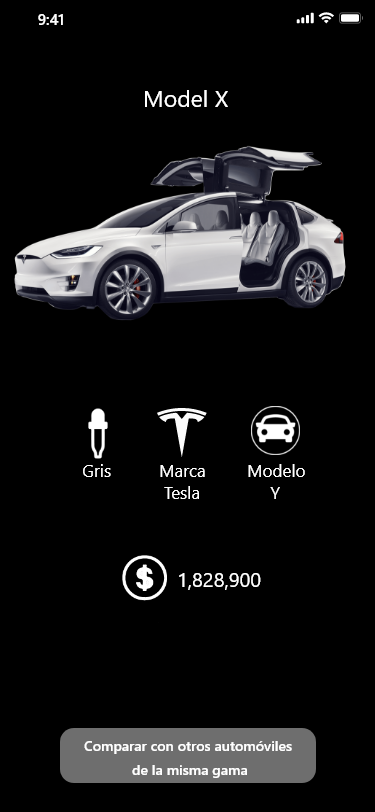 9:41
Model X
Gris
Marca
Tesla
Modelo
Y
$ 1,828,900
Comparar con otros automóviles
de la misma gama